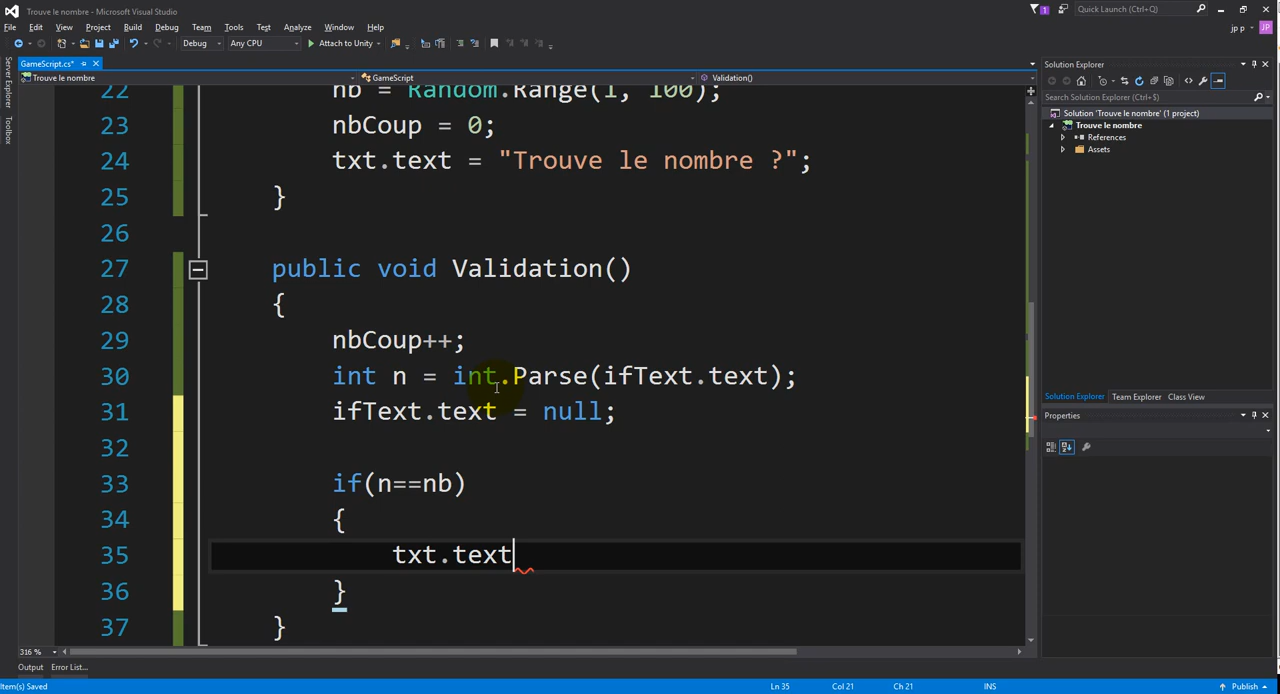 Trouve le nombre - Microsoft Visual Studio
1
Quick Launch (Ctrl+Q)
File Edit View Project Build Debug Team Tools Test Analyze Window Help
jp p JP
Debug Any CPU Attach to Unity
GameScript.cs*
Solution Explorer
Trouve le nombre GameScript Validation()
Server Explorer
Toolbox
Search Solution Explorer (Ctrl+$)
Solution 'Trouve le nombre' (1 project)
Trouve le nombre
References
Assets
22 nb = Random.Range(1, 100);
23 nbCoup = 0;
24 txt.text = "Trouve le nombre ?";
25 }
26
27 public void Validation()
28 {
29 nbCoup++;
30 int n = int.Parse(ifText.text);
31 ifText.text = null;
32
33 if(n==nb)
34 {
35 txt.text
36 }
37 }
Solution Explorer Team Explorer Class View
Properties
316 %
Output Error List...
Item(s) Saved Ln 35 Col 21 Ch 21 INS Publish